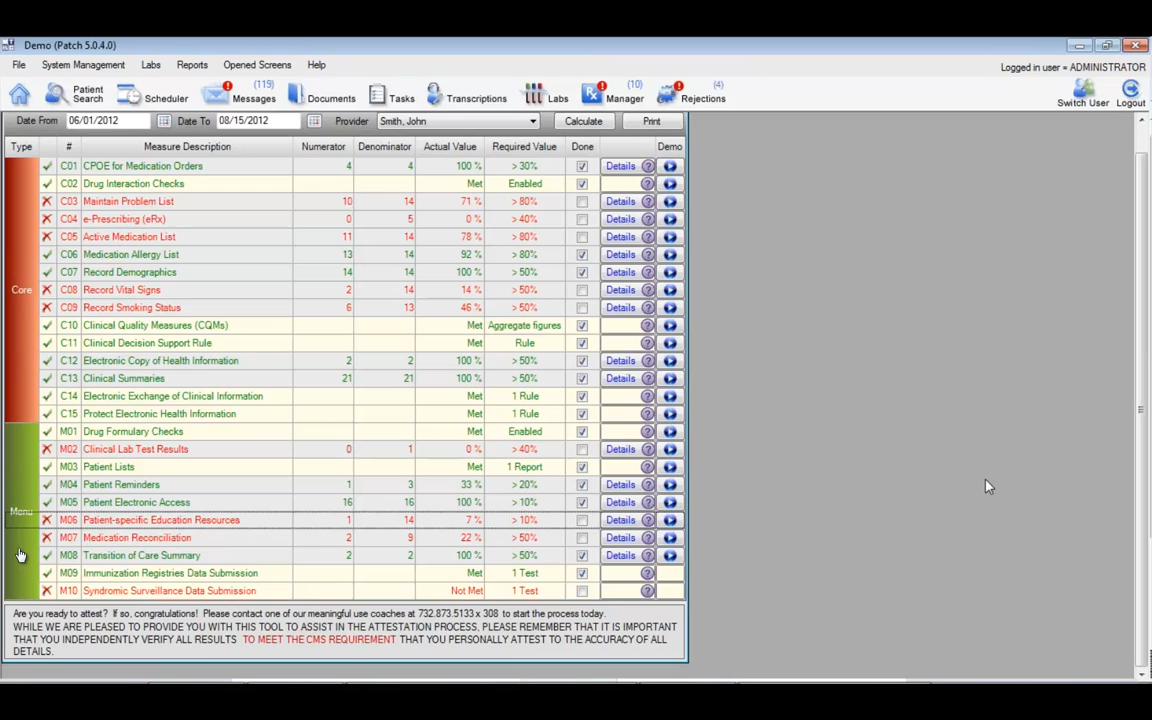 Demo (Patch 5.0.4.0)
File System Management Labs Reports Opened Screens Help
Logged in user = ADMINISTRATOR
Patient Search Scheduler (119) Messages Documents Tasks Transcriptions Labs (10) Manager (4) Rejections Switch User Logout
Date From 06/01/2012 Date To 08/15/2012 Provider Smith, John Calculate Print
Type # Measure Description Numerator Denominator Actual Value Required Value Done Demo
C01 CPOE for Medication Orders 4 4 100 % > 30% Details ?
C02 Drug Interaction Checks Met Enabled ?
C03 Maintain Problem List 10 14 71 % > 80% Details ?
C04 e-Prescribing (eRx) 0 5 0 % > 40% Details ?
C05 Active Medication List 11 14 78 % > 80% Details ?
C06 Medication Allergy List 13 14 92 % > 80% Details ?
C07 Record Demographics 14 14 100 % > 50% Details ?
Core C08 Record Vital Signs 2 14 14 % > 50% Details ?
C09 Record Smoking Status 6 13 46 % > 50% Details ?
C10 Clinical Quality Measures (CQMs) Met Aggregate figures ?
C11 Clinical Decision Support Rule Met Rule ?
C12 Electronic Copy of Health Information 2 2 100 % > 50% Details ?
C13 Clinical Summaries 21 21 100 % > 50% Details ?
C14 Electronic Exchange of Clinical Information Met 1 Rule ?
C15 Protect Electronic Health Information Met 1 Rule ?
M01 Drug Formulary Checks Met Enabled ?
M02 Clinical Lab Test Results 0 1 0 % > 40% Details ?
M03 Patient Lists Met 1 Report ?
M04 Patient Reminders 1 3 33 % > 20% Details ?
M05 Patient Electronic Access 16 16 100 % > 10% Details ?
Menu M06 Patient-specific Education Resources 1 14 7 % > 10% Details ?
M07 Medication Reconciliation 2 9 22 % > 50% Details ?
M08 Transition of Care Summary 2 2 100 % > 50% Details ?
M09 Immunization Registries Data Submission Met 1 Test ?
M10 Syndromic Surveillance Data Submission Not Met 1 Test ?
Are you ready to attest? If so, congratulations! Please contact one of our meaningful use coaches at 732.873.5133 x 308 to start the process today.
WHILE WE ARE PLEASED TO PROVIDE YOU WITH THIS TOOL TO ASSIST IN THE ATTESTATION PROCESS, PLEASE REMEMBER THAT IT IS IMPORTANT
THAT YOU INDEPENDENTLY VERIFY ALL RESULTS TO MEET THE CMS REQUIREMENT THAT YOU PERSONALLY ATTEST TO THE ACCURACY OF ALL
DETAILS.